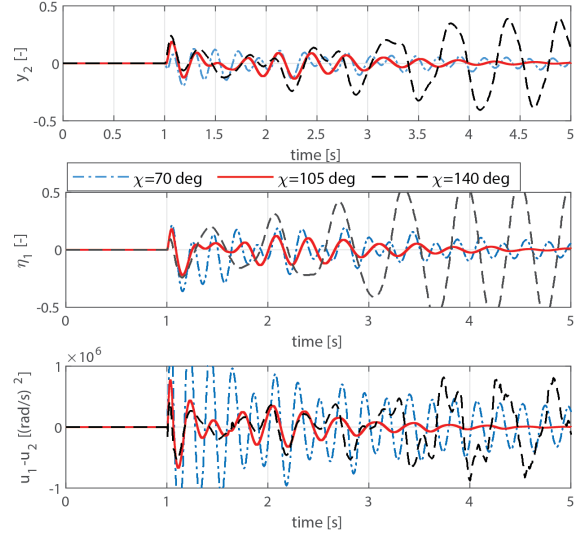 0.5
0
-0.5
y2 [-]
0 0.5 1 1.5 2 2.5 3 3.5 4 4.5 5
time [s]
χ=70 deg χ=105 deg χ=140 deg
0.5
0
-0.5
η1 [-]
0 1 2 3 4 5
time [s]
× 10^6
1
0
-1
u1-u2 [(rad/s) 2]
0 1 2 3 4 5
time [s]